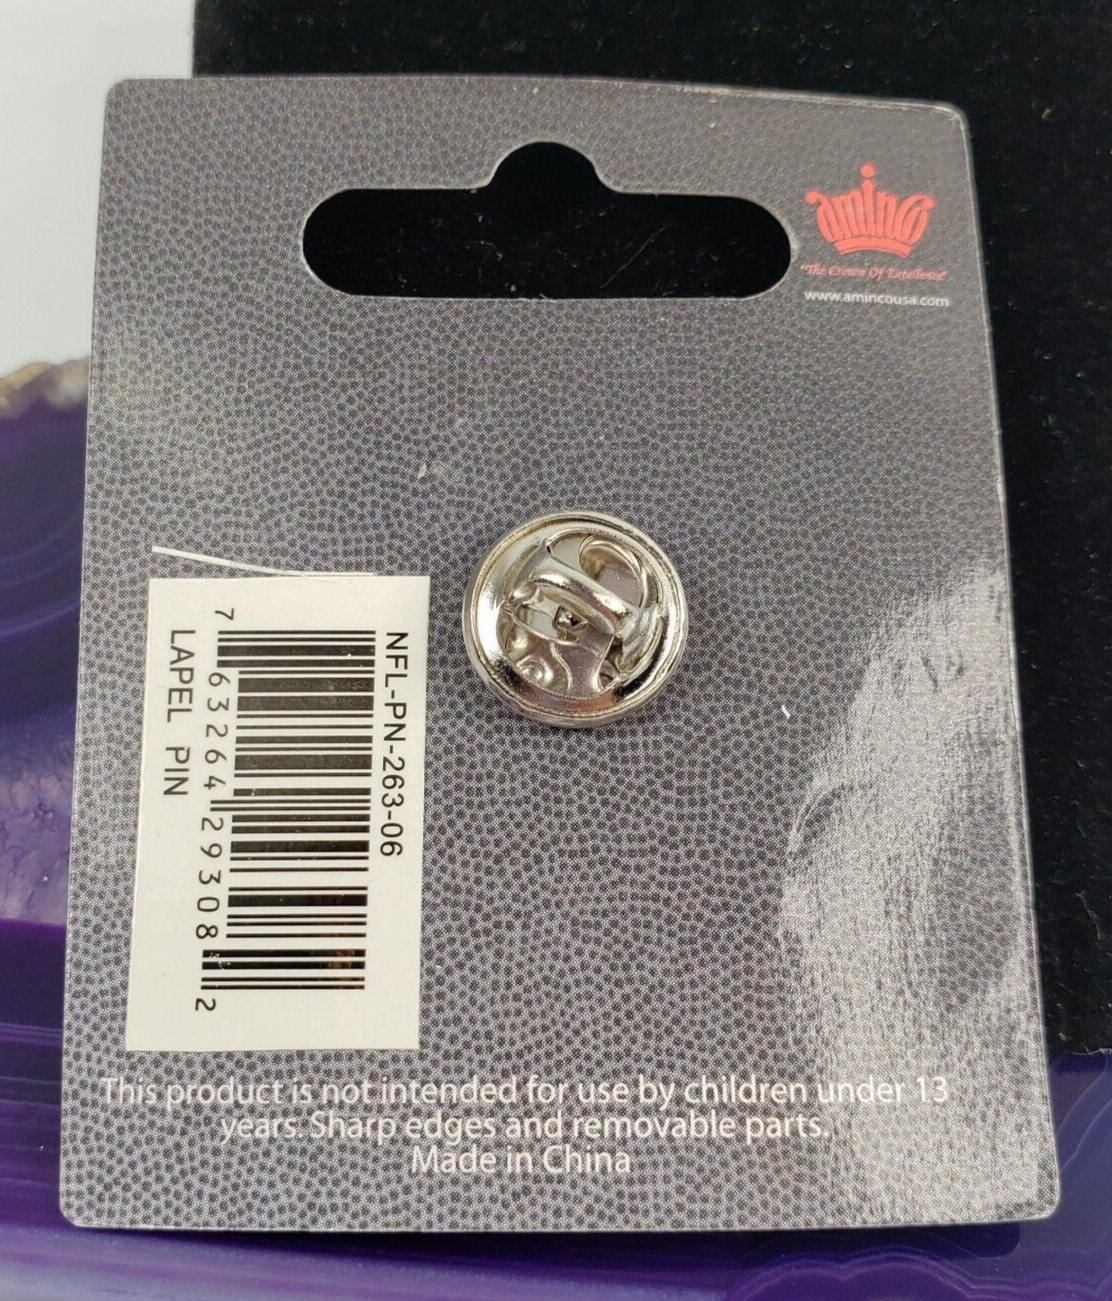 aminco
"The Crown Of Excellence"
www.amincousa.com
NFL-PN-263-06
7 63264 29308 2
LAPEL PIN
This product is not intended for use by children under 13
years. Sharp edges and removable parts.
Made in China